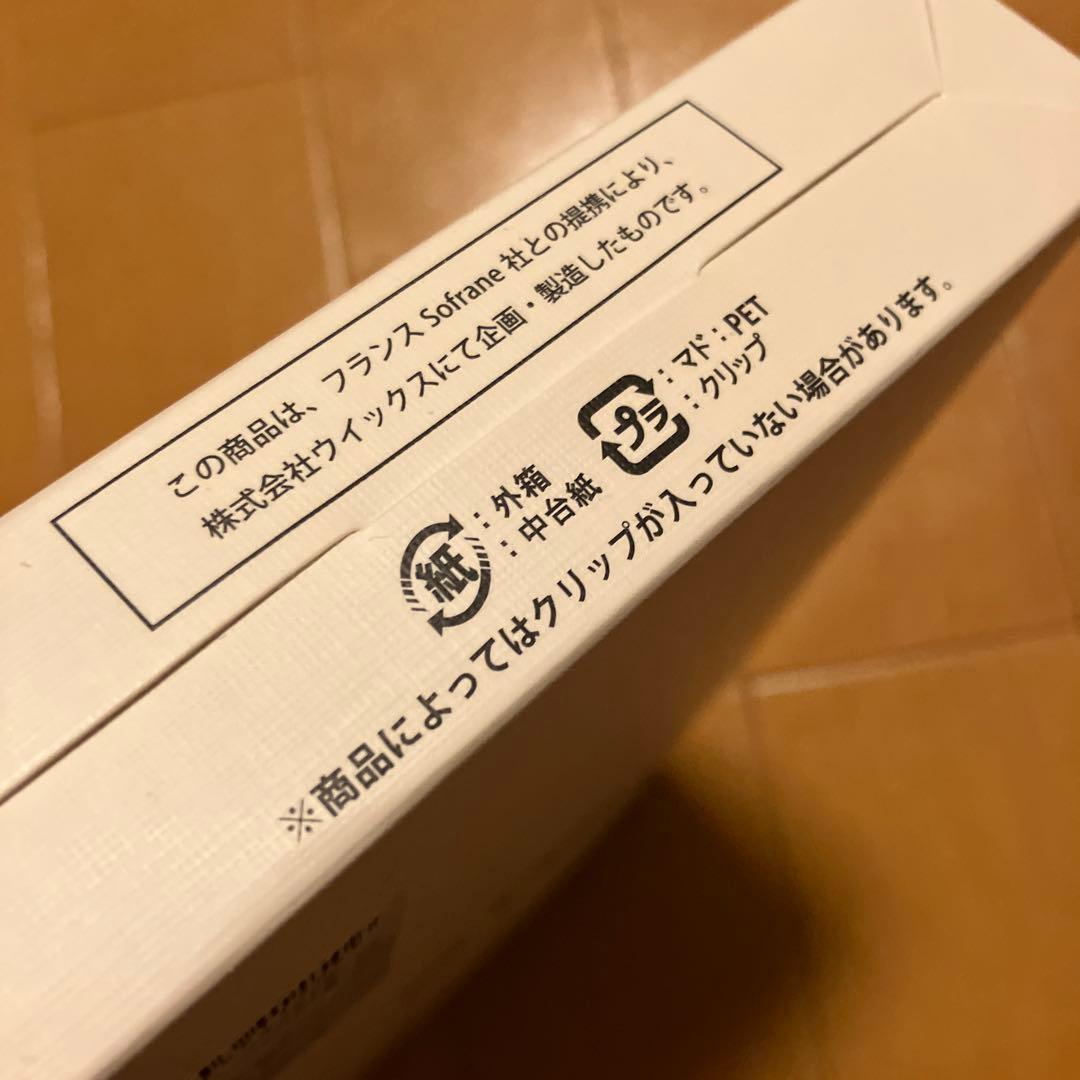 この商品は、フランス Sofrane 社との提携により、
株式会社ウイックスにて企画・製造したものです。
紙：外箱
：中台紙
プラ：マド：PET
：クリップ
※商品によってはクリップが入っていない場合があります。